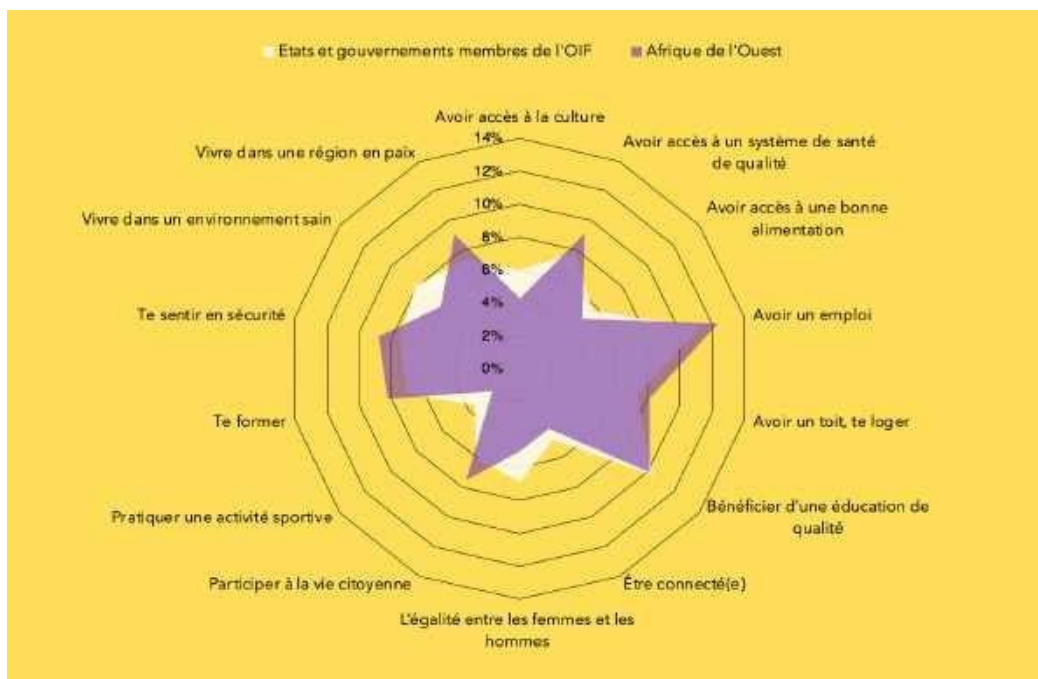 Etats et gouvernements membres de l'OIF Afrique de l'Ouest
Avoir accès à la culture
14%
12%
10%
8%
6%
4%
2%
0%
Avoir accès à un système de santé
de qualité
Avoir accès à une bonne
alimentation
Avoir un emploi
Avoir un toit, te loger
Bénéficier d'une éducation de
qualité
Être connecté(e)
L'égalité entre les femmes et les
hommes
Participer à la vie citoyenne
Pratiquer une activité sportive
Te former
Te sentir en sécurité
Vivre dans un environnement sain
Vivre dans une région en paix